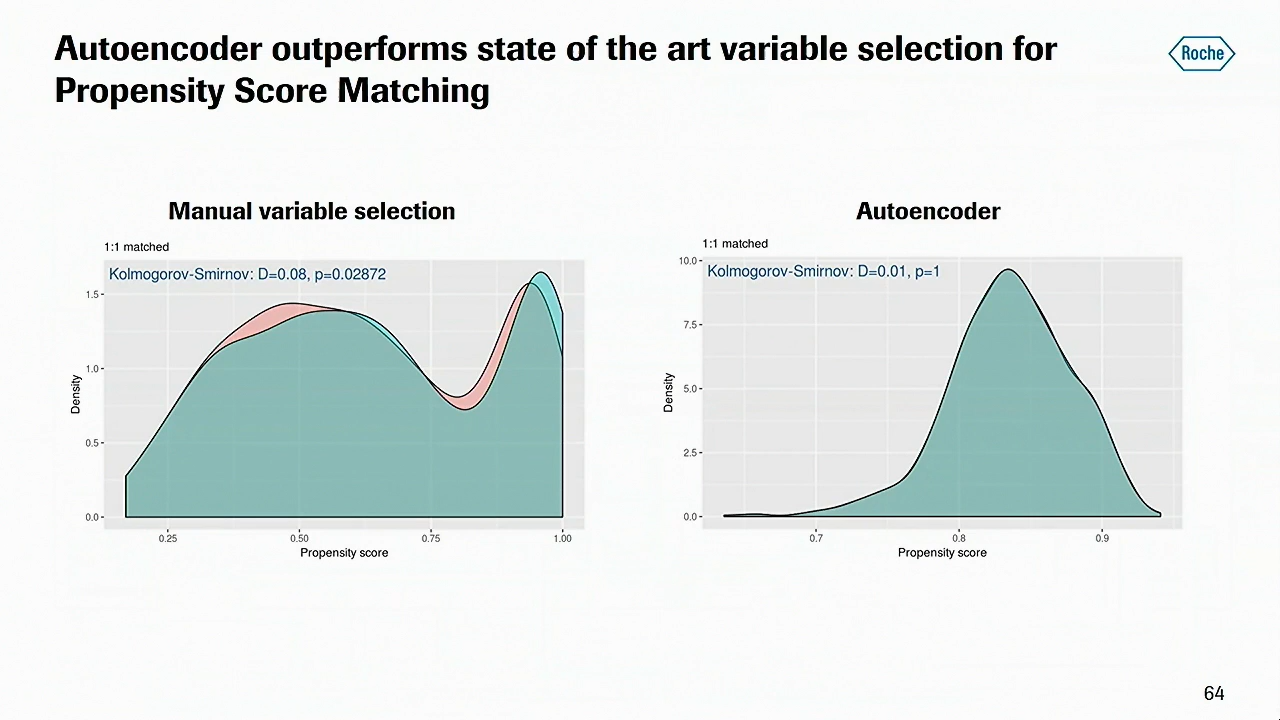 Autoencoder outperforms state of the art variable selection for
Propensity Score Matching
Roche
Manual variable selection
1:1 matched
Kolmogorov-Smirnov: D=0.08, p=0.02872
1.5
1.0
0.5
0.0
Density
0.25 0.50 0.75 1.00
Propensity score
Autoencoder
1:1 matched
Kolmogorov-Smirnov: D=0.01, p=1
10.0
7.5
5.0
2.5
0.0
Density
0.7 0.8 0.9
Propensity score
64